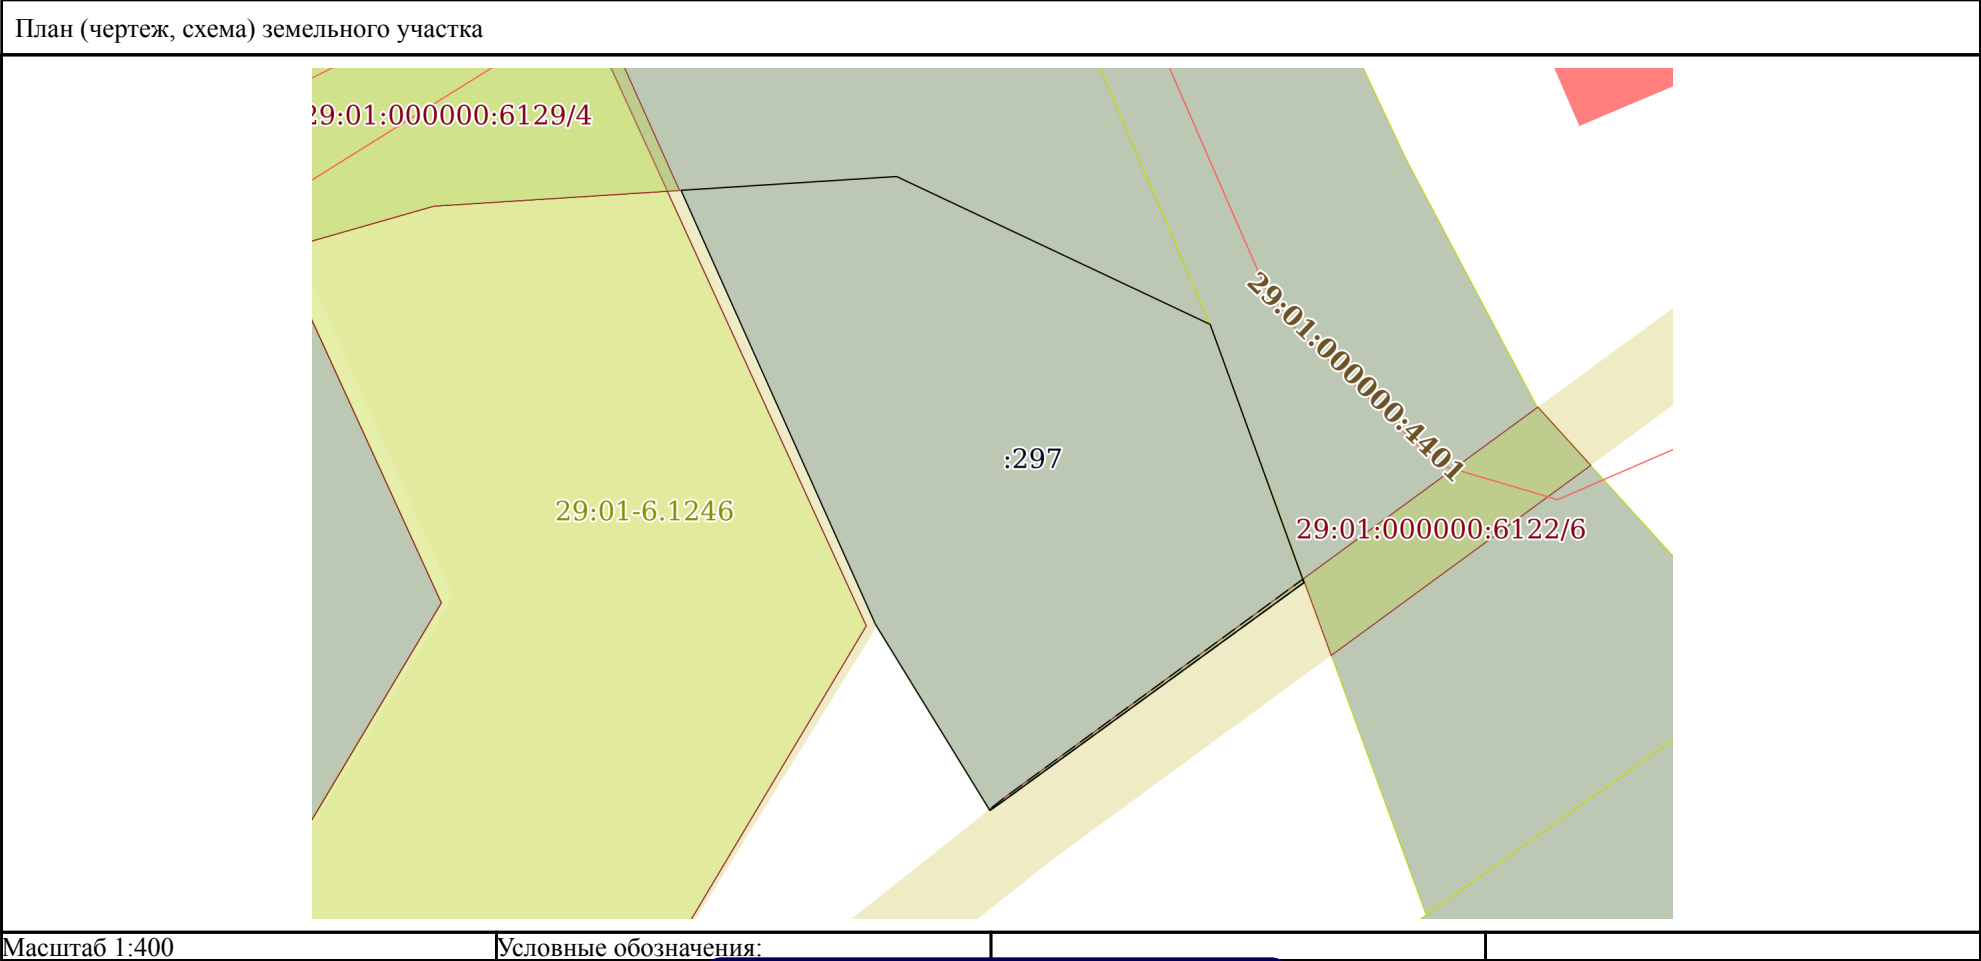 План (чертеж, схема) земельного участка
29:01:000000:6129/4
29:01:000000:4401
:297
29:01-6.1246
29:01:000000:6122/6
Масштаб 1:400
Условные обозначения: